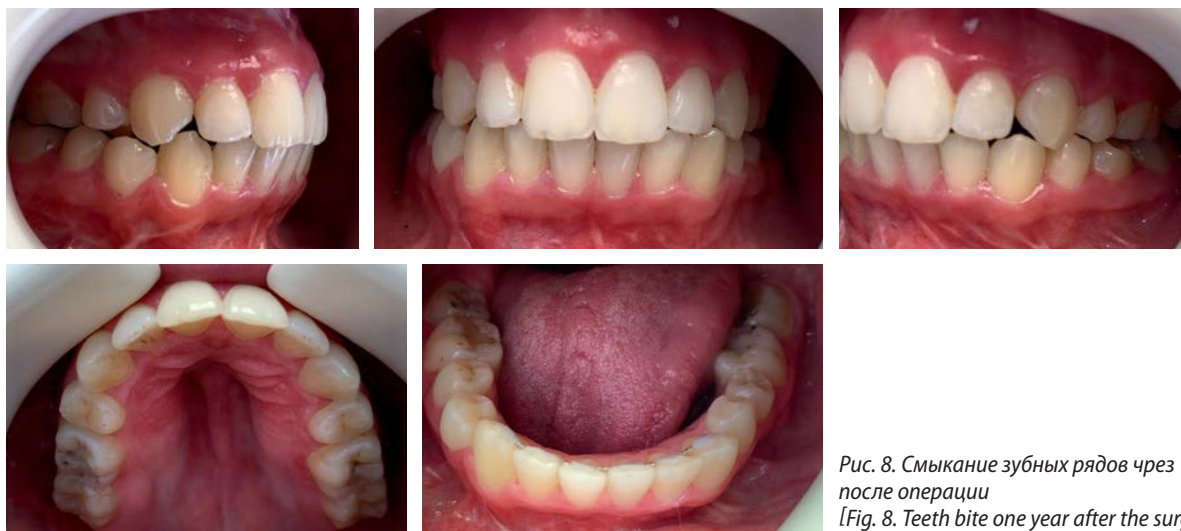 Рис. 8. Смыкание зубных рядов чрез
после операции
[Fig. 8. Teeth bite one year after the sur